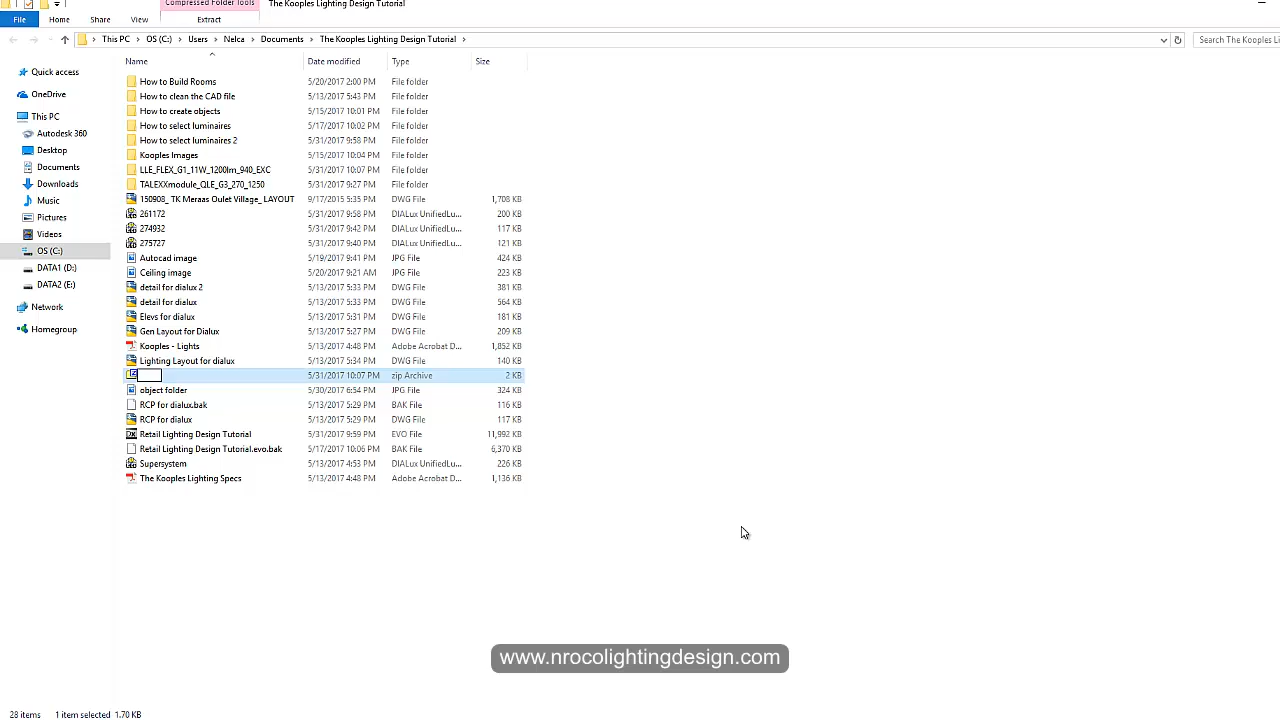 Compressed Folder Tools The Kooples Lighting Design Tutorial
File Home Share View Extract
This PC OS (C:) Users Nelca Documents The Kooples Lighting Design Tutorial Search The Kooples Li
Name Date modified Type Size
Quick access
OneDrive
This PC
Autodesk 360
Desktop
Documents
Downloads
Music
Pictures
Videos
OS (C:)
DATA1 (D:)
DATA2 (E:)
Network
Homegroup
How to Build Rooms 5/20/2017 2:00 PM File folder
How to clean the CAD file 5/13/2017 5:43 PM File folder
How to create objects 5/15/2017 10:01 PM File folder
How to select luminaires 5/17/2017 10:02 PM File folder
How to select luminaires 2 5/31/2017 9:58 PM File folder
Kooples Images 5/15/2017 10:04 PM File folder
LLE_FLEX_G1_11W_1200lm_940_EXC 5/31/2017 10:07 PM File folder
TALEXXmodule_QLE_G3_270_1250 5/31/2017 9:27 PM File folder
150908_ TK Meraas Oulet Village_ LAYOUT 9/17/2015 5:35 PM DWG File 1,708 KB
261172 5/31/2017 9:58 PM DIALux UnifiedLu... 200 KB
274932 5/31/2017 9:42 PM DIALux UnifiedLu... 117 KB
275727 5/31/2017 9:40 PM DIALux UnifiedLu... 121 KB
Autocad image 5/19/2017 9:41 PM JPG File 424 KB
Ceiling image 5/20/2017 9:21 AM JPG File 223 KB
detail for dialux 2 5/13/2017 5:33 PM DWG File 381 KB
detail for dialux 5/13/2017 5:33 PM DWG File 564 KB
Elevs for dialux 5/13/2017 5:31 PM DWG File 181 KB
Gen Layout for Dialux 5/13/2017 5:27 PM DWG File 209 KB
Kooples - Lights 5/13/2017 4:48 PM Adobe Acrobat D... 1,852 KB
Lighting Layout for dialux 5/13/2017 5:34 PM DWG File 140 KB
5/31/2017 10:07 PM zip Archive 2 KB
object folder 5/30/2017 6:54 PM JPG File 324 KB
RCP for dialux.bak 5/13/2017 5:29 PM BAK File 116 KB
RCP for dialux 5/13/2017 5:29 PM DWG File 117 KB
Retail Lighting Design Tutorial 5/31/2017 9:59 PM EVO File 11,992 KB
Retail Lighting Design Tutorial.evo.bak 5/17/2017 10:06 PM BAK File 6,370 KB
Supersystem 5/13/2017 4:53 PM DIALux UnifiedLu... 226 KB
The Kooples Lighting Specs 5/13/2017 4:48 PM Adobe Acrobat D... 1,136 KB
www.nrocolightingdesign.com
28 items 1 item selected 1.70 KB